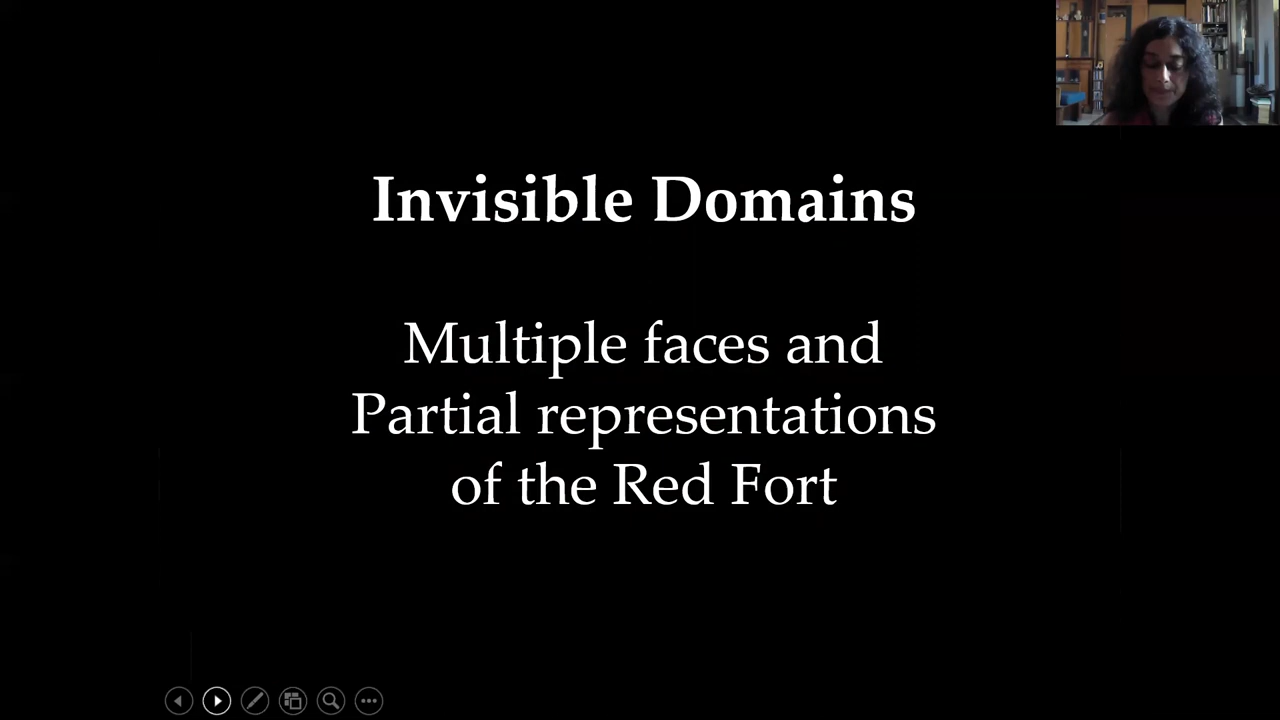 Invisible Domains
Multiple faces and
Partial representations
of the Red Fort